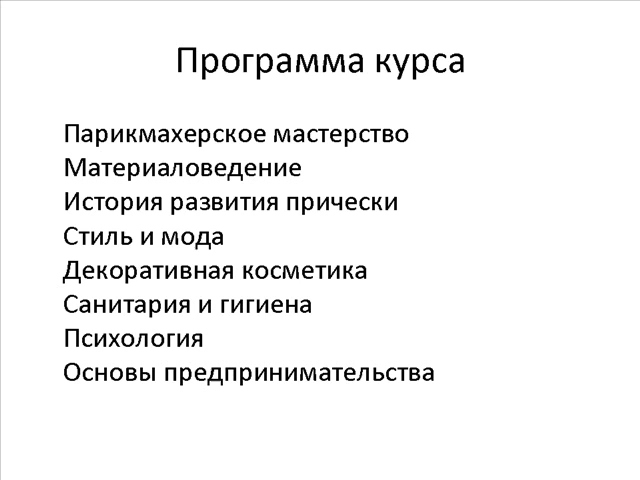 Программа курса
Парикмахерское мастерство
Материаловедение
История развития прически
Стиль и мода
Декоративная косметика
Санитария и гигиена
Психология
Основы предпринимательства